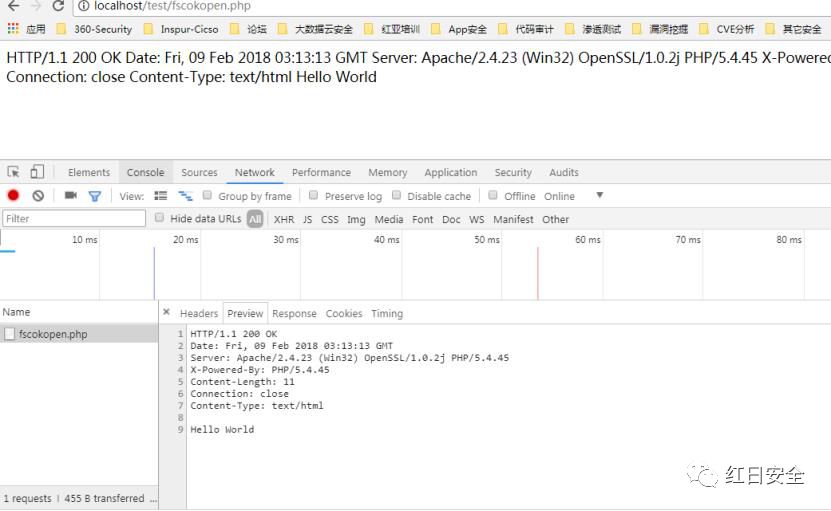 localhost/test/fscokopen.php
应用 360-Security Inspur-Cicso 论坛 大数据云安全 红亚培训 App安全 代码审计 渗透测试 漏洞挖掘 CVE分析 其它安全
HTTP/1.1 200 OK Date: Fri, 09 Feb 2018 03:13:13 GMT Server: Apache/2.4.23 (Win32) OpenSSL/1.0.2j PHP/5.4.45 X-Powere
Connection: close Content-Type: text/html Hello World
Elements Console Sources Network Performance Memory Application Security Audits
View: Group by frame Preserve log Disable cache Offline Online
Filter Hide data URLs All XHR JS CSS Img Media Font Doc WS Manifest Other
10 ms 20 ms 30 ms 40 ms 50 ms 60 ms 70 ms 80 ms
Name
fscokopen.php
× Headers Preview Response Cookies Timing
1 HTTP/1.1 200 OK
2 Date: Fri, 09 Feb 2018 03:13:13 GMT
3 Server: Apache/2.4.23 (Win32) OpenSSL/1.0.2j PHP/5.4.45
4 X-Powered-By: PHP/5.4.45
5 Content-Length: 11
6 Connection: close
7 Content-Type: text/html
8
9 Hello World
1 requests | 455 B transferred ...
红日安全